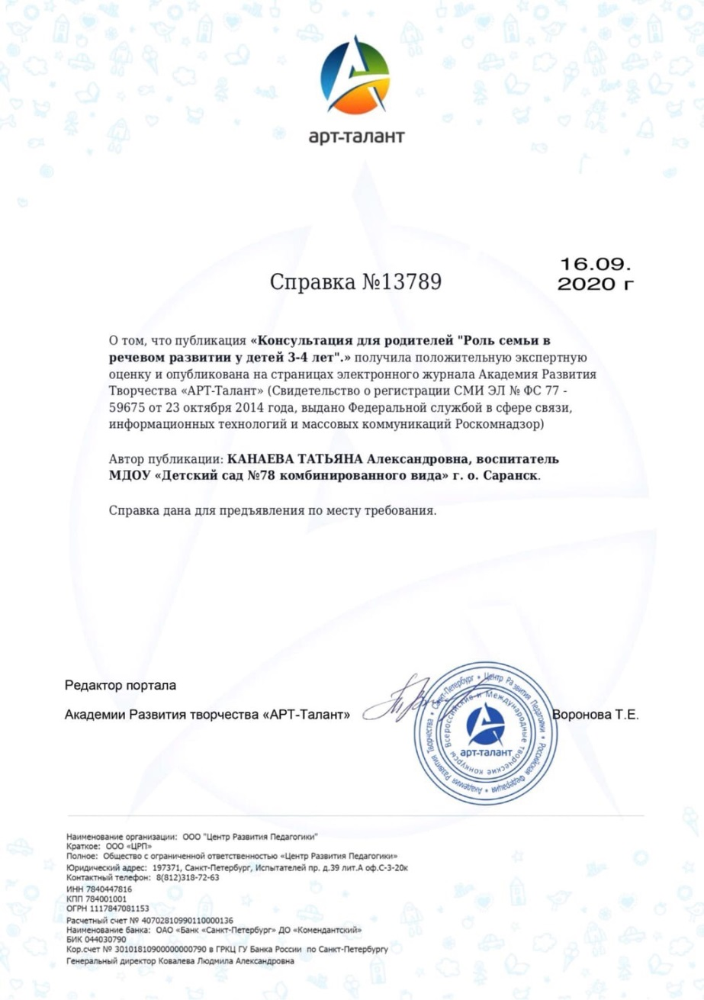 арт-талант
16.09.
2020 г
Справка №13789
О том, что публикация «Консультация для родителей "Роль семьи в
речевом развитии у детей 3-4 лет".» получила положительную экспертную
оценку и опубликована на страницах электронного журнала Академия Развития
Творчества «АРТ-Талант» (Свидетельство о регистрации СМИ ЭЛ № ФС 77 -
59675 от 23 октября 2014 года, выдано Федеральной службой в сфере связи,
информационных технологий и массовых коммуникаций Роскомнадзор)
Автор публикации: КАНАЕВА ТАТЬЯНА Александровна, воспитатель
МДОУ «Детский сад №78 комбинированного вида» г. о. Саранск.
Справка дана для предъявления по месту требования.
Редактор портала
Академии Развития творчества «АРТ-Талант»
Воронова Т.Е.
Санкт-Петербург * Центр Развития Педагогики * Российская Федерация * Академия Развития Творчества *
Всероссийские и Международные творческие конкурсы
арт-талант
Наименование организации: ООО "Центр Развития Педагогики"
Краткое: ООО «ЦРП»
Полное: Общество с ограниченной ответственностью «Центр Развития Педагогики»
Юридический адрес: 197371, Санкт-Петербург, Испытателей пр. д.39 лит.А оф.С-3-20к
Контактный телефон: 8(812)318-72-63
ИНН 7840447816
КПП 784001001
ОГРН 1117847081153
Расчетный счет № 40702810990110000136
Наименование банка: ОАО «Банк «Санкт-Петербург» ДО «Комендантский»
БИК 044030790
Кор.счет № 30101810900000000790 в ГРКЦ ГУ Банка России по Санкт-Петербургу
Генеральный директор Ковалева Людмила Александровна